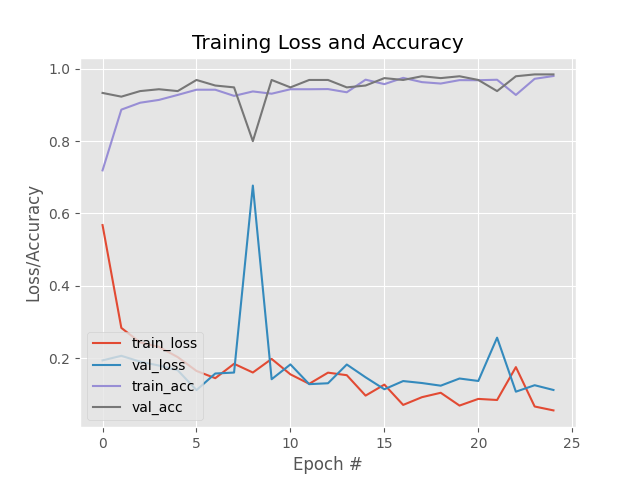 Training Loss and Accuracy
Loss/Accuracy
1.0
0.8
0.6
0.4
0.2
train_loss
val_loss
train_acc
val_acc
0 5 10 15 20 25
Epoch #